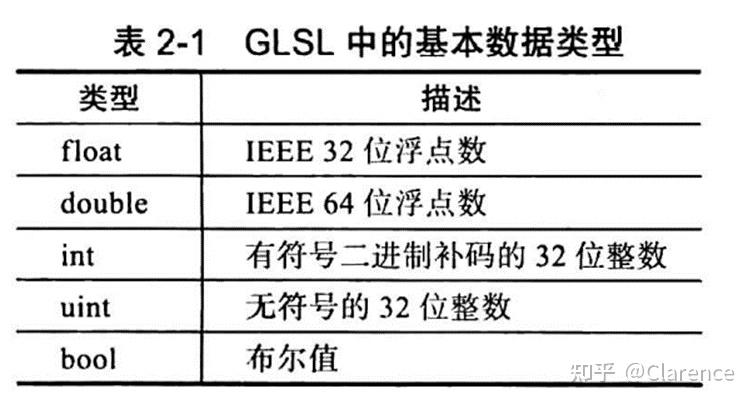 表 2-1 GLSL 中的基本数据类型
类型 描述
float IEEE 32 位浮点数
double IEEE 64 位浮点数
int 有符号二进制补码的 32 位整数
uint 无符号的 32 位整数
bool 布尔值
知乎 @Clarence